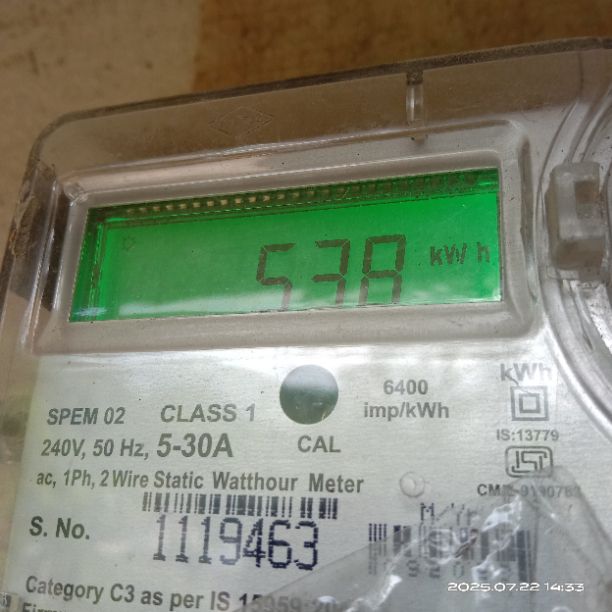 538 kWh
kWh
6400
imp/kWh
SPEM 02 CLASS 1
240V, 50 Hz, 5-30A CAL
IS:13779
ac, 1Ph, 2 Wire Static Watthour Meter
S. No.
1119463
Category C3 as per IS
2025.07.22 14:33